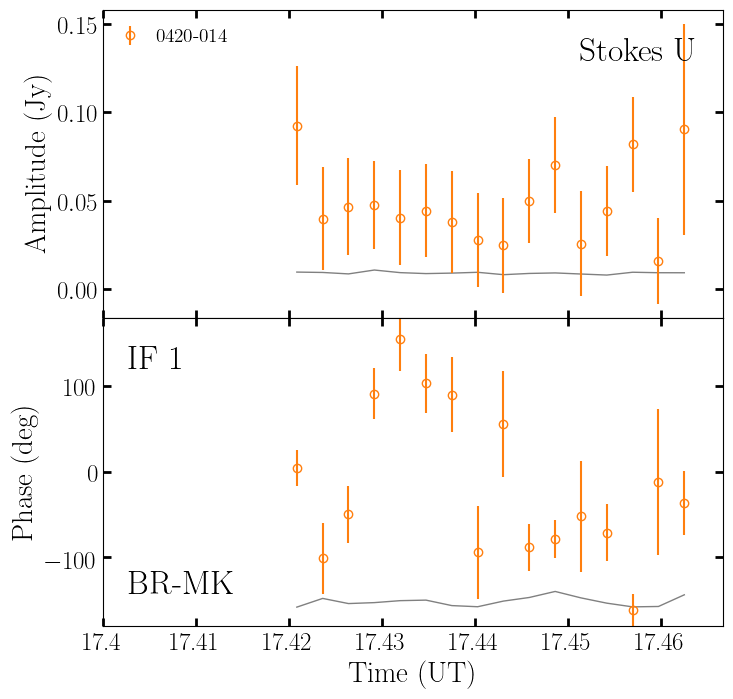 0.15
0420-014
Stokes U
0.10
0.05
0.00
Amplitude (Jy)
IF 1
100
0
−100
Phase (deg)
BR-MK
17.4 17.41 17.42 17.43 17.44 17.45 17.46
Time (UT)